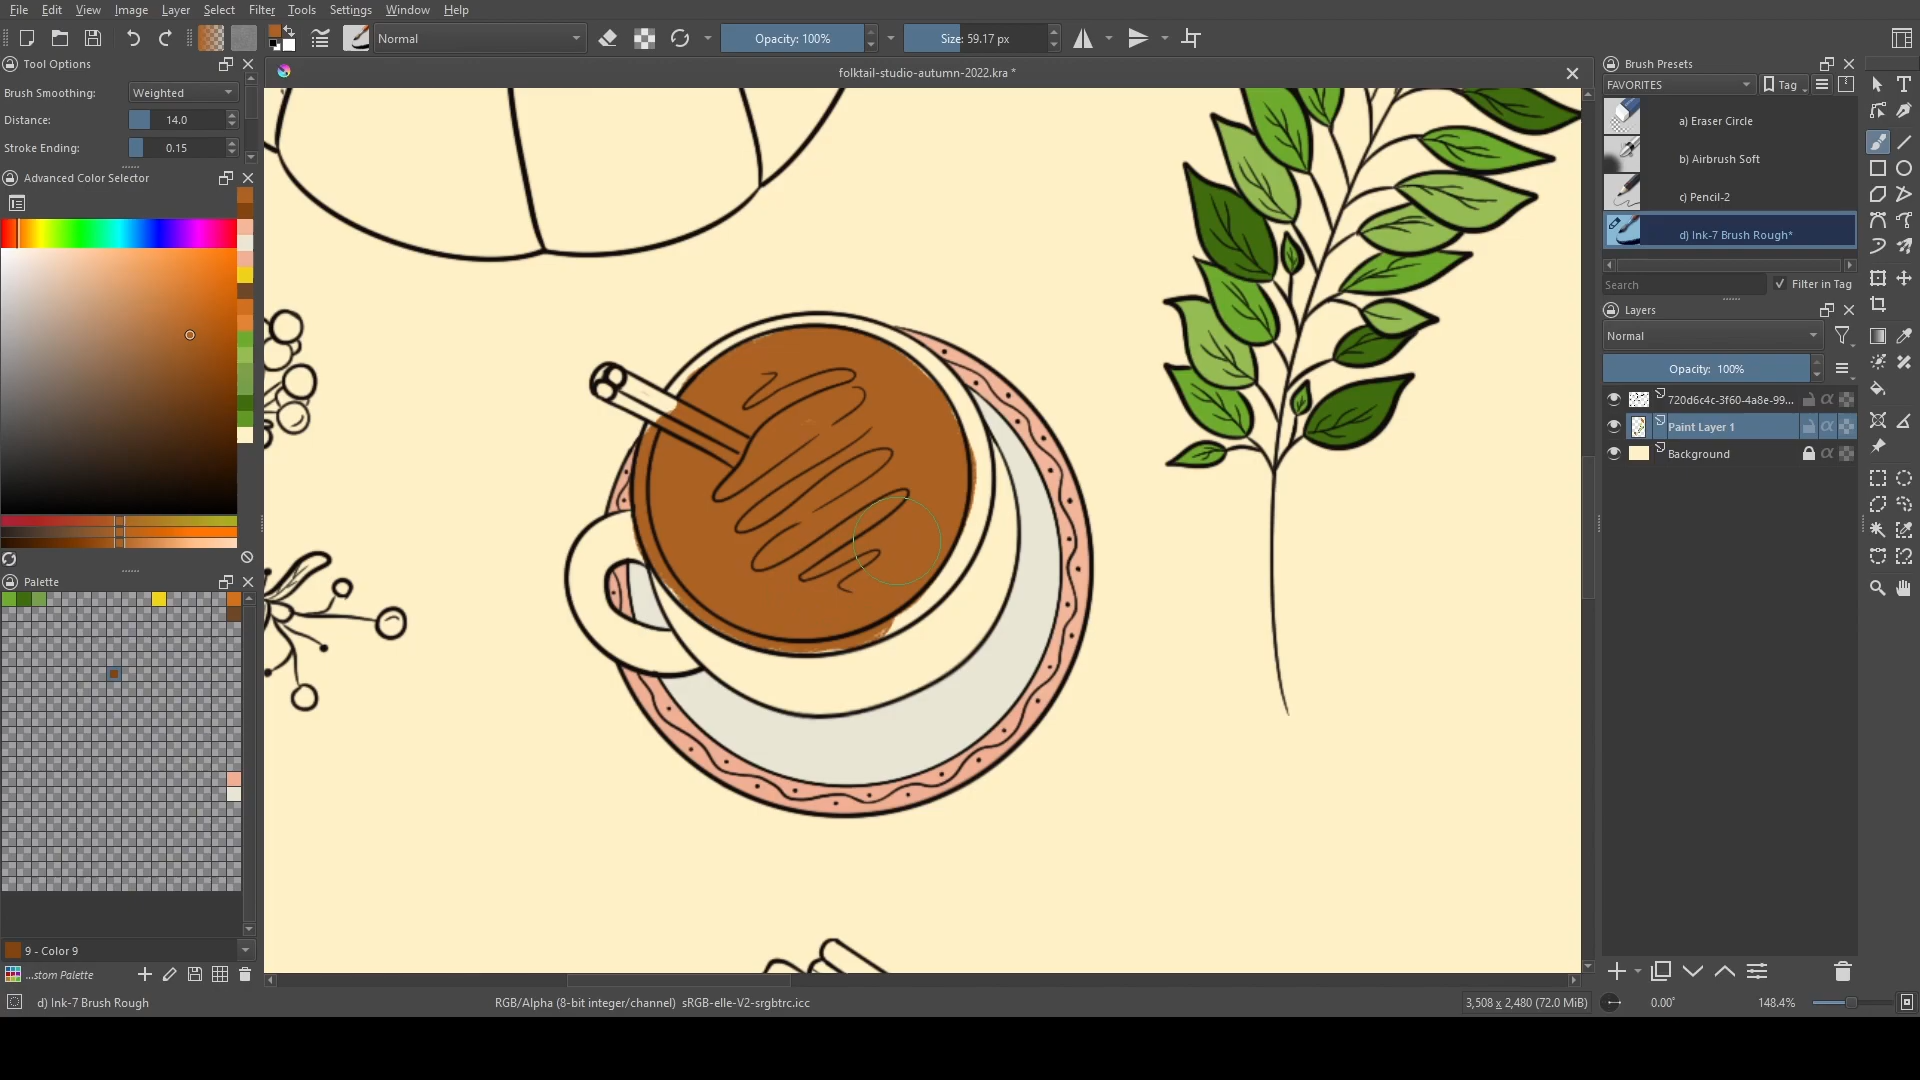 File Edit View Image Layer Select Filter Tools Settings Window Help
Normal
Opacity: 100%
Size: 59.17 px
Tool Options
folktail-studio-autumn-2022.kra *
Brush Presets
Brush Smoothing: Weighted
Distance: 14.0
Stroke Ending: 0.15
FAVORITES
Tag
a) Eraser Circle
b) Airbrush Soft
c) Pencil-2
d) Ink-7 Brush Rough*
Search
Filter in Tag
Advanced Color Selector
Layers
Normal
Opacity: 100%
720d6c4c-3f60-4a8e-99...
Paint Layer 1
Background
Palette
9 - Color 9
...stom Palette
d) Ink-7 Brush Rough
RGB/Alpha (8-bit integer/channel) sRGB-elle-V2-srgbtrc.icc
3,508 x 2,480 (72.0 MiB)
0.00°
148.4%